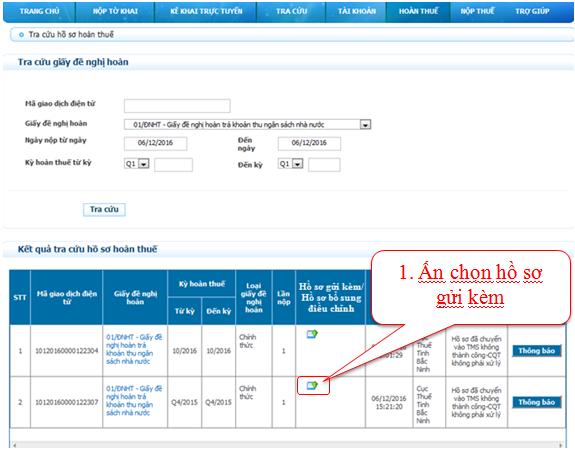 TRANG CHỦ NỘP TỜ KHAI KÊ KHAI TRỰC TUYẾN TRA CỨU TÀI KHOẢN HOÀN THUẾ NỘP THUẾ TRỢ GIÚP
Tra cứu hồ sơ hoàn thuế
Tra cứu giấy đề nghị hoàn
Mã giao dịch điện tử
Giấy đề nghị hoàn 01/ĐNHT - Giấy đề nghị hoàn trả khoản thu ngân sách nhà nước
Ngày nộp từ ngày 06/12/2016 Đến ngày 06/12/2016
Kỳ hoàn thuế từ kỳ Q1 Đến kỳ Q1
Tra cứu
Kết quả tra cứu hồ sơ hoàn thuế
1. Ấn chọn hồ sơ
gửi kèm
STT Mã giao dịch điện tử Giấy đề nghị hoàn Kỳ hoàn thuế Từ kỳ Đến kỳ Loại giấy đề nghị hoàn Lần nộp Hồ sơ gửi kèm/ Hồ sơ bổ sung điều chỉnh
1 10120160000122304 01/ĐNHT - Giấy đề nghị hoàn trả khoản thu ngân sách nhà nước 10/2016 10/2016 Chính thức 1 01:29 Cục Thuế Tỉnh Bắc Ninh Hồ sơ đã chuyển vào TMS không thành công-CQT không phải xử lý Thông báo
2 10120160000122307 01/ĐNHT - Giấy đề nghị hoàn trả khoản thu ngân sách nhà nước Q4/2015 Q4/2015 Chính thức 1 06/12/2016 15:21:20 Cục Thuế Tỉnh Bắc Ninh Hồ sơ đã chuyển vào TMS không thành công-CQT không phải xử lý Thông báo